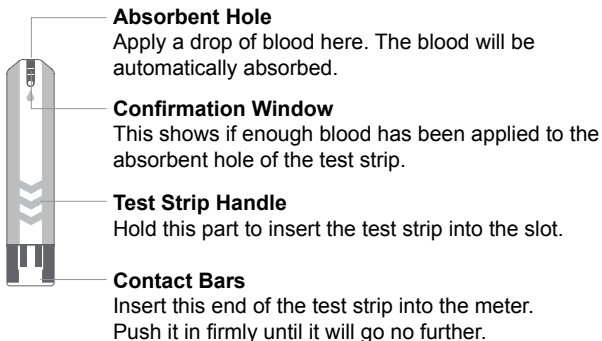 Absorbent Hole
Apply a drop of blood here. The blood will be
automatically absorbed.
Confirmation Window
This shows if enough blood has been applied to the
absorbent hole of the test strip.
Test Strip Handle
Hold this part to insert the test strip into the slot.
Contact Bars
Insert this end of the test strip into the meter.
Push it in firmly until it will go no further.